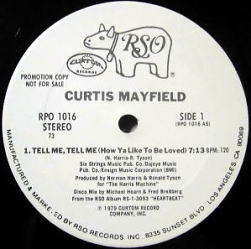 CURTOM
RECORDS
RSO
PROMOTION COPY
NOT FOR SALE
CURTIS MAYFIELD
RPO 1016
STEREO
73
SIDE 1
(RPO 1016 AS)
1. TELL ME, TELL ME (How Ya Like To Be Loved) 7:13 BPM: 120
(N. Harris-R. Tyson)
Six Strings Music Pub. Co./Dajoye Music
Pub. Co./Ensign Music Corporation (BMI)
Produced by Norman Harris and Ronald Tyson
for "The Harris Machine"
Disco Mix by Michael Hearn and Fred Breitberg
From the RSO album RS-1-3053 "HEARTBEAT"
℗ 1979 CURTOM RECORD
COMPANY, INC.
MANUFACTURED & MARKETED BY RSO RECORDS INC. 8335 SUNSET BLVD. LOS ANGELES CA 90069